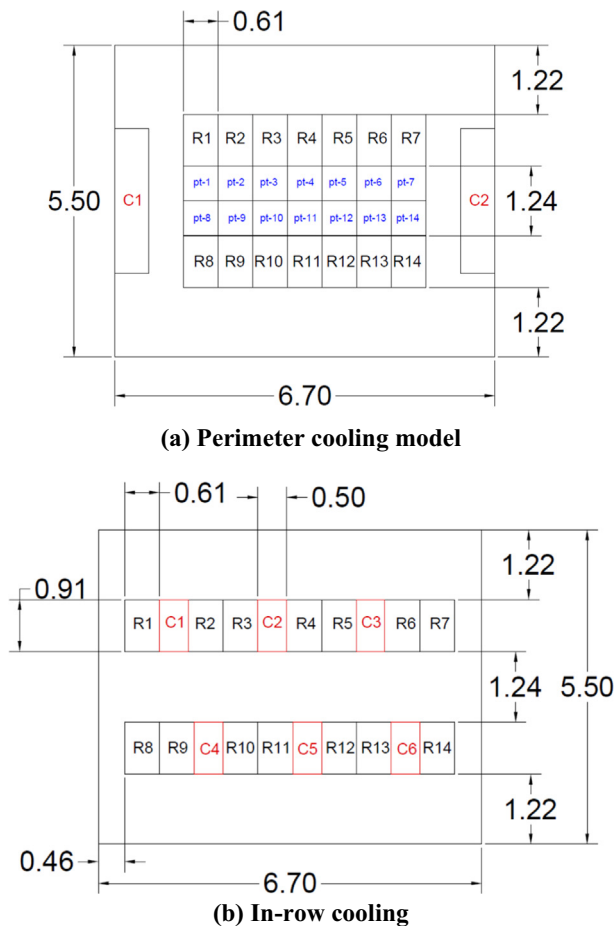 0.61
1.22
R1 R2 R3 R4 R5 R6 R7
pt-1 pt-2 pt-3 pt-4 pt-5 pt-6 pt-7
5.50 C1 C2 1.24
pt-8 pt-9 pt-10 pt-11 pt-12 pt-13 pt-14
R8 R9 R10 R11 R12 R13 R14
1.22
6.70
(a) Perimeter cooling model
0.61 0.50
1.22
0.91
R1 C1 R2 R3 C2 R4 R5 C3 R6 R7
1.24 5.50
R8 R9 C4 R10 R11 C5 R12 R13 C6 R14
1.22
0.46
6.70
(b) In-row cooling